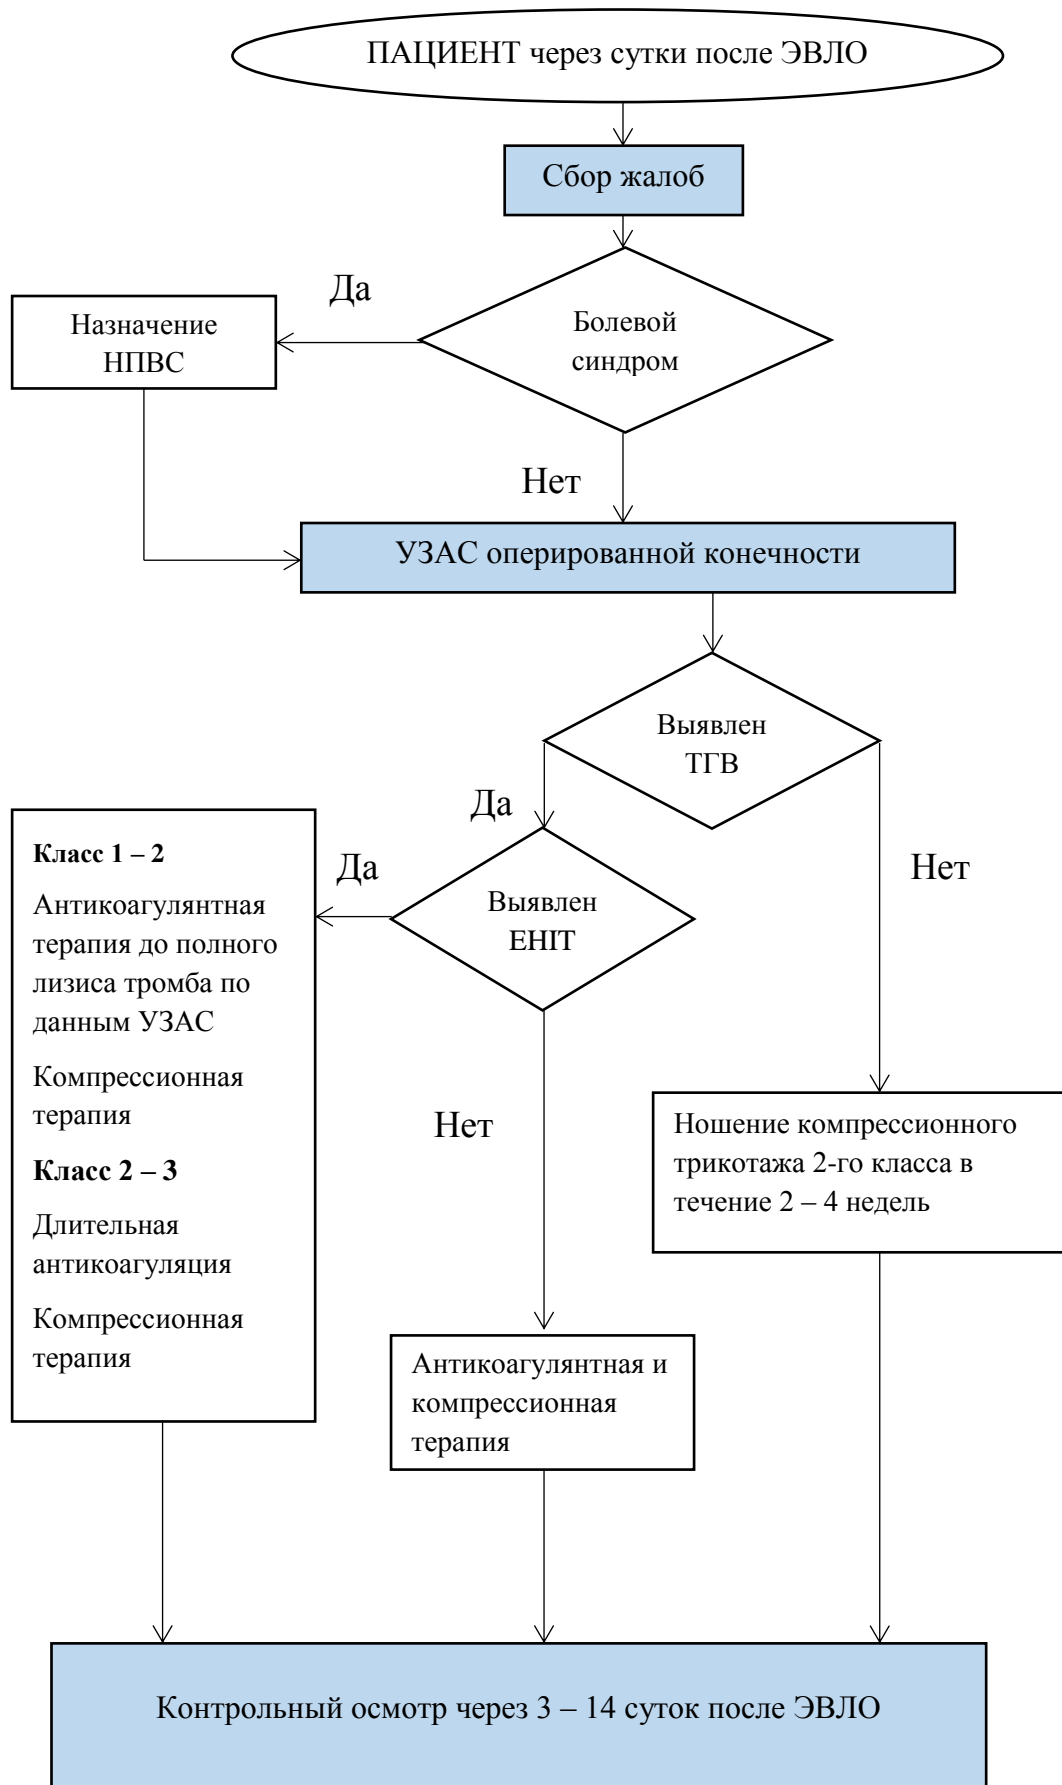 ПАЦИЕНТ через сутки после ЭВЛО
Сбор жалоб
Да
Болевой
синдром
Назначение
НПВС
Нет
УЗАС оперированной конечности
Выявлен
ТГВ
Да
Нет
Выявлен
EHIT
Да
Класс 1 – 2
Антикоагулянтная
терапия до полного
лизиса тромба по
данным УЗАС
Компрессионная
терапия
Класс 2 – 3
Длительная
антикоагуляция
Компрессионная
терапия
Нет
Ношение компрессионного
трикотажа 2-го класса в
течение 2 – 4 недель
Антикоагулянтная и
компрессионная
терапия
Контрольный осмотр через 3 – 14 суток после ЭВЛО